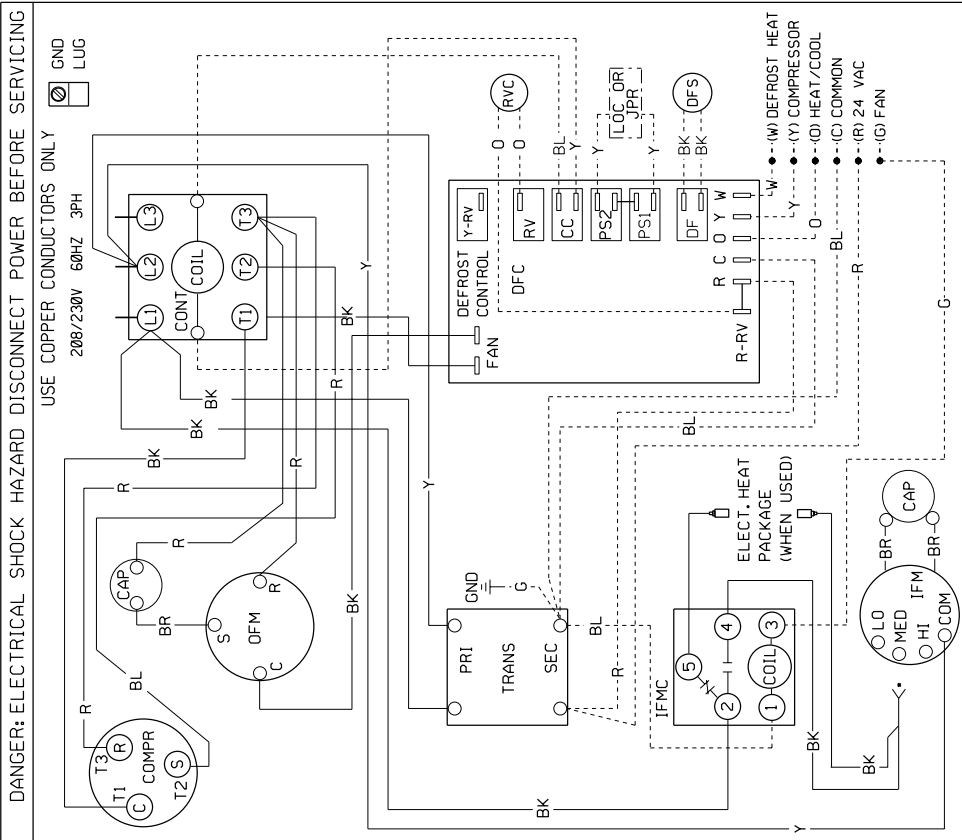 DANGER: ELECTRICAL SHOCK HAZARD DISCONNECT POWER BEFORE SERVICING
USE COPPER CONDUCTORS ONLY
GND
LUG
208/230V 60HZ 3PH
L1
L2
L3
CONT
COIL
T1
T2
T3
BK
BK
BK
BK
R
R
R
R
R
Y
Y
BL
BR
CAP
S
OFM
R
C
BK
T3
R
COMPR
T1
C
T2
S
RVC
LOC OR
JPR
DFS
O
O
BL
Y
Y
Y
BK
BK
DEFROST
CONTROL
DFC
Y-RV
RV
CC
PS2
PS1
DF
FAN
R-RV
R
C
O
Y
W
W
Y
O
BL
R
G
(W) DEFROST HEAT
(Y) COMPRESSOR
(O) HEAT/COOL
(C) COMMON
(R) 24 VAC
(G) FAN
GND
G
PRI
TRANS
SEC
BL
BL
R
IFMC
5
4
2
COIL
1
3
ELECT. HEAT
PACKAGE
(WHEN USED)
CAP
BR
BR
LO
MED
HI
COM
IFM
*
BK
BK
BK
Y